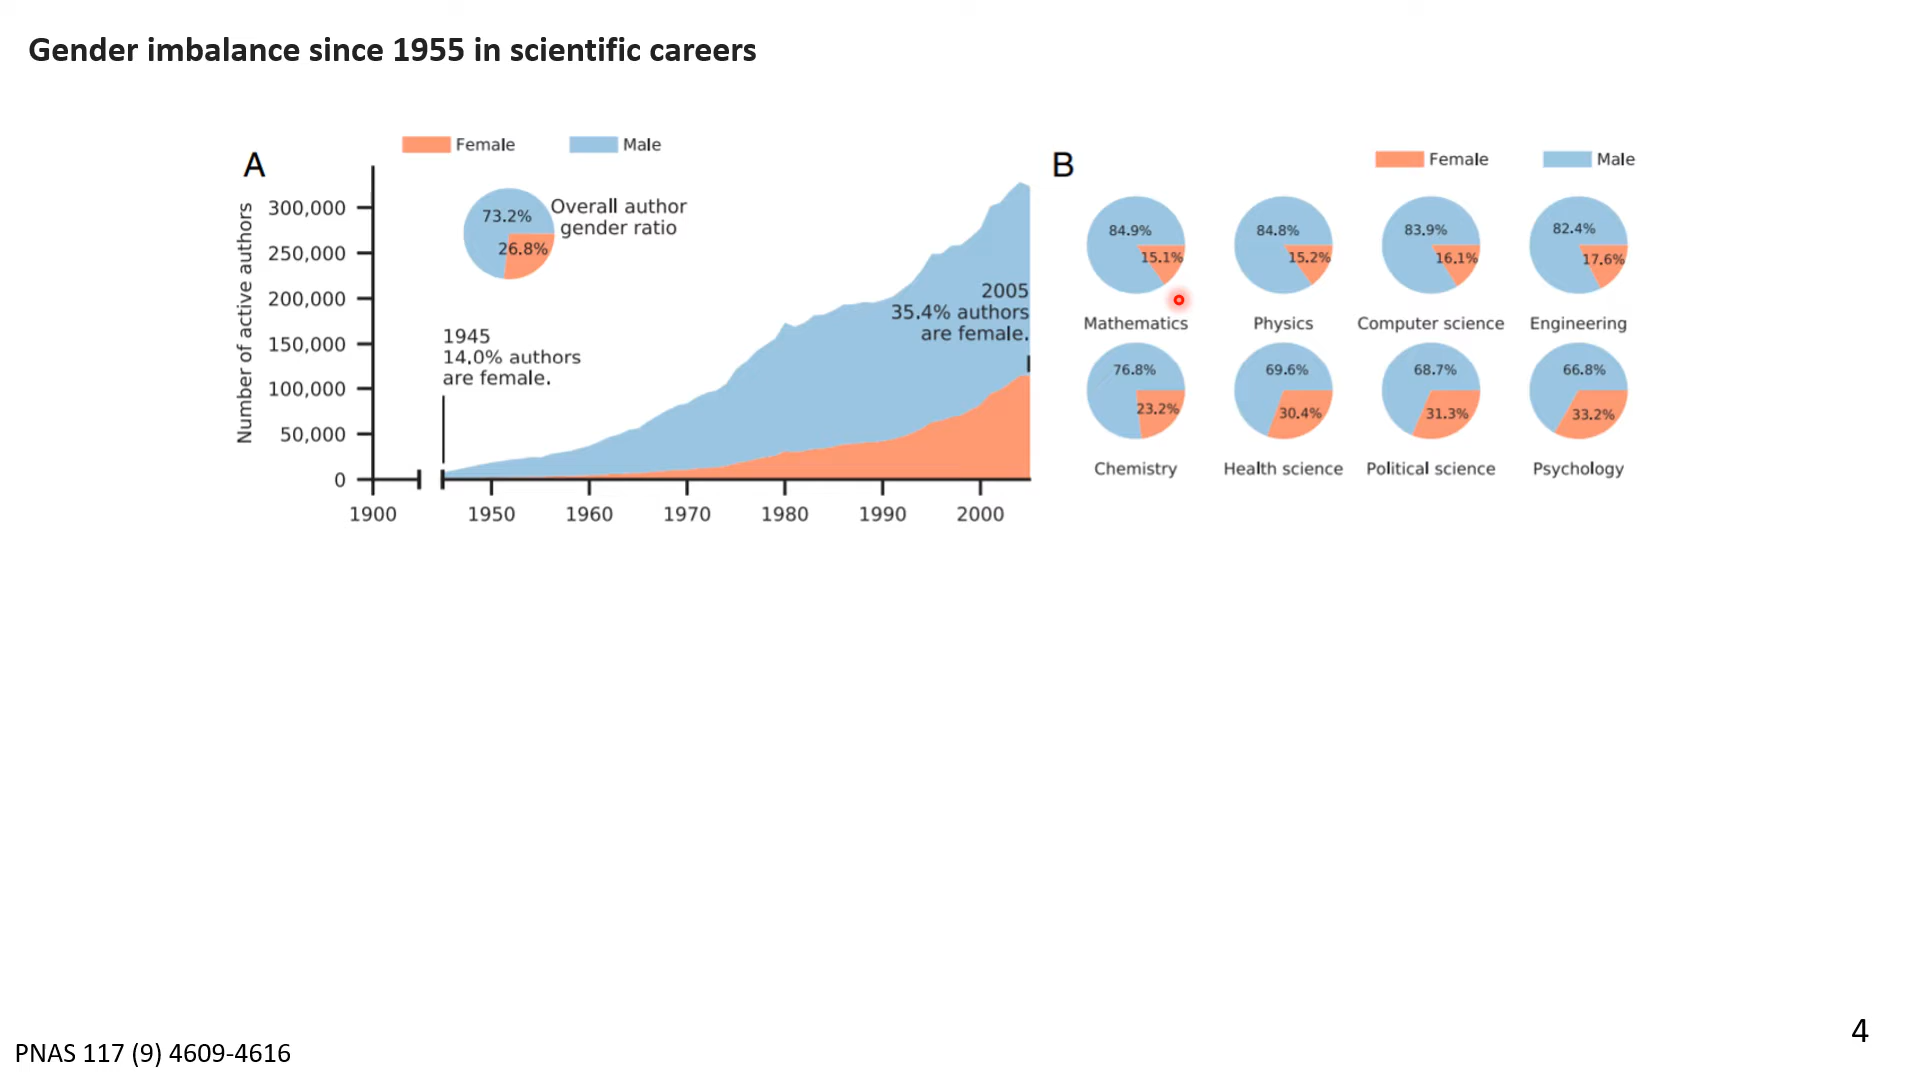 Gender imbalance since 1955 in scientific careers
A
Female
Male
Number of active authors
300,000
250,000
200,000
150,000
100,000
50,000
0
1900
1950
1960
1970
1980
1990
2000
73.2%
26.8%
Overall author
gender ratio
1945
14.0% authors
are female.
2005
35.4% authors
are female.
B
Female
Male
84.9%
15.1%
Mathematics
84.8%
15.2%
Physics
83.9%
16.1%
Computer science
82.4%
17.6%
Engineering
76.8%
23.2%
Chemistry
69.6%
30.4%
Health science
68.7%
31.3%
Political science
66.8%
33.2%
Psychology
PNAS 117 (9) 4609-4616
4